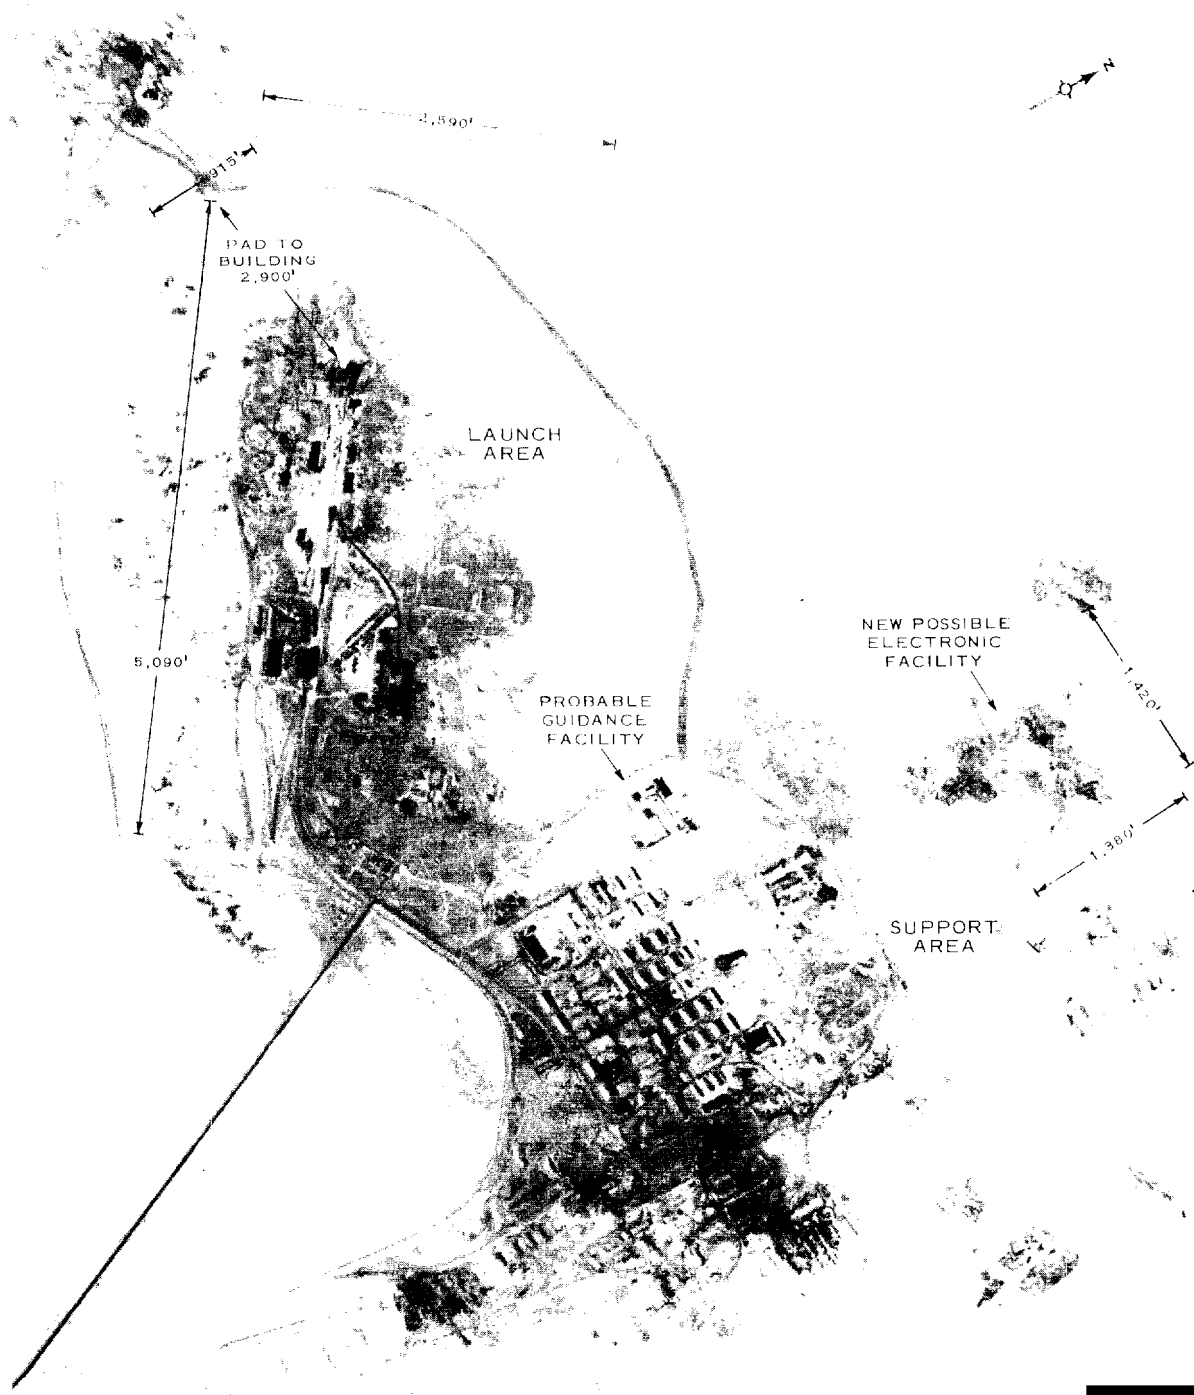 N
2,590'
915'
PAD TO
BUILDING
2,900'
LAUNCH
AREA
5,090'
NEW POSSIBLE
ELECTRONIC
FACILITY
1,420'
PROBABLE
GUIDANCE
FACILITY
1,380'
SUPPORT
AREA